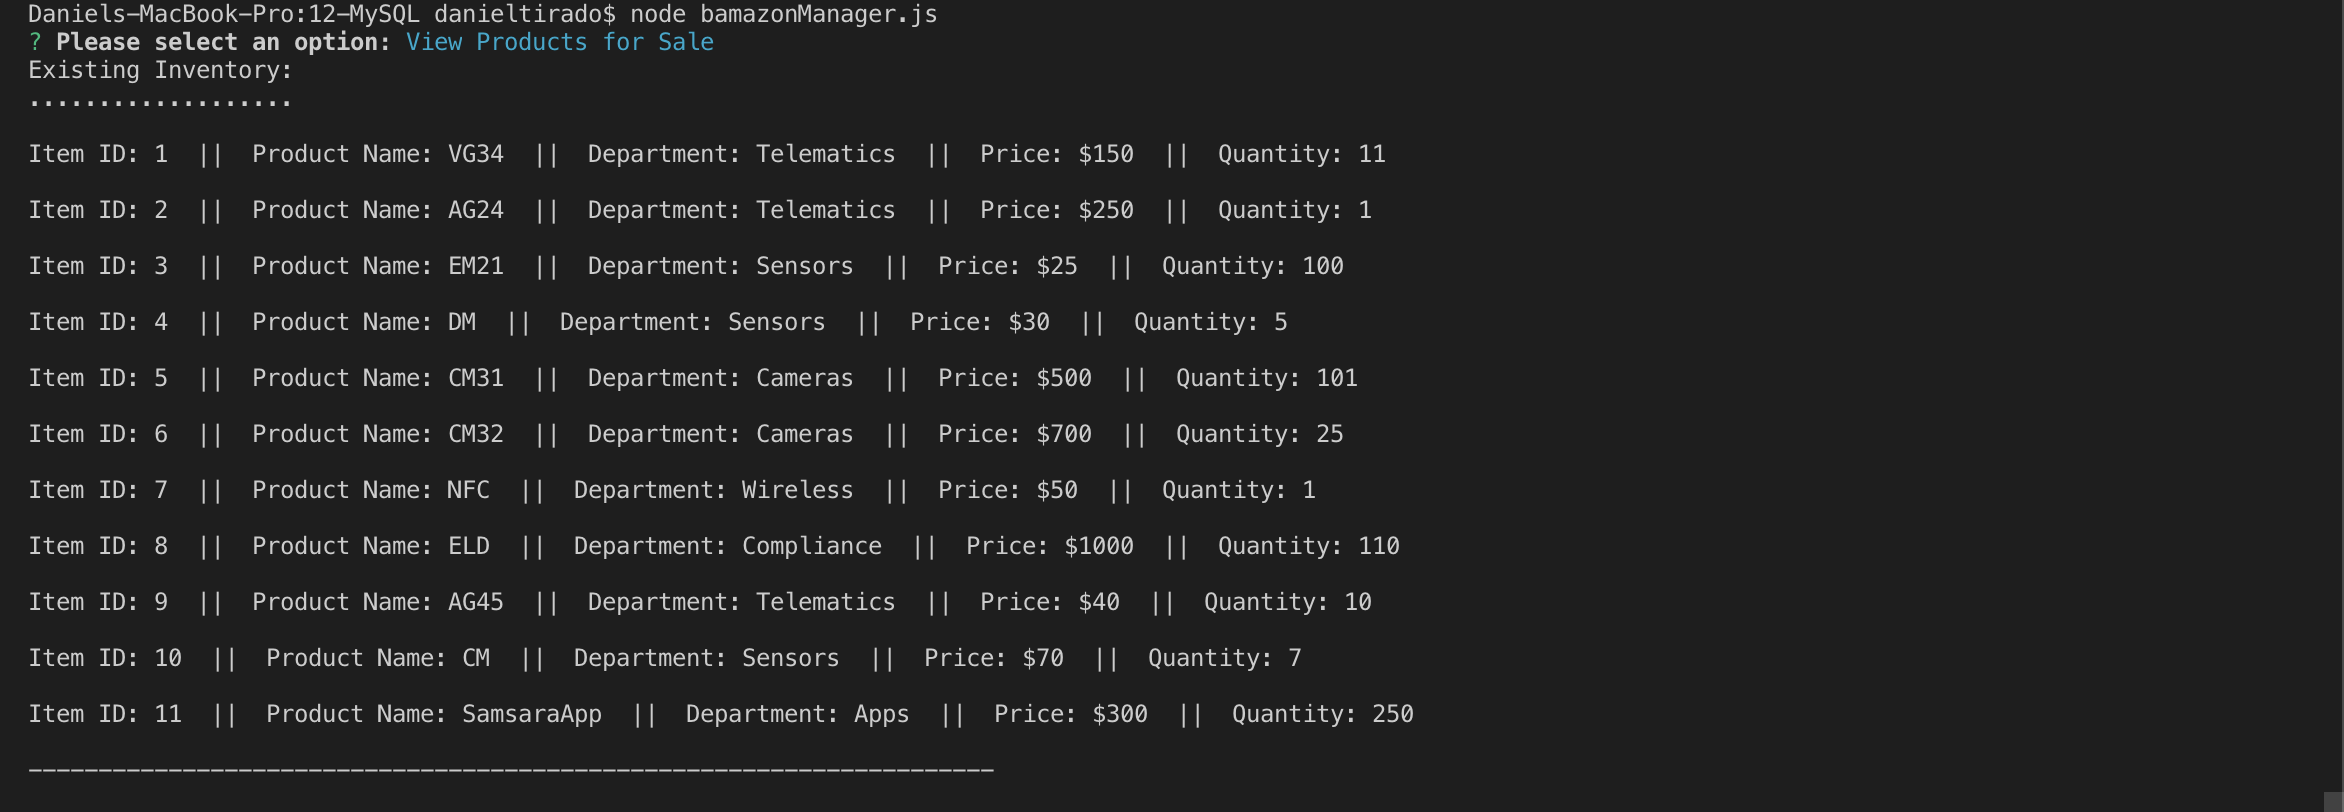 Daniels-MacBook-Pro:12-MySQL danieltirado$ node bamazonManager.js
? Please select an option: View Products for Sale
Existing Inventory:
...................
Item ID: 1  ||  Product Name: VG34  ||  Department: Telematics  ||  Price: $150  ||  Quantity: 11
Item ID: 2  ||  Product Name: AG24  ||  Department: Telematics  ||  Price: $250  ||  Quantity: 1
Item ID: 3  ||  Product Name: EM21  ||  Department: Sensors  ||  Price: $25  ||  Quantity: 100
Item ID: 4  ||  Product Name: DM  ||  Department: Sensors  ||  Price: $30  ||  Quantity: 5
Item ID: 5  ||  Product Name: CM31  ||  Department: Cameras  ||  Price: $500  ||  Quantity: 101
Item ID: 6  ||  Product Name: CM32  ||  Department: Cameras  ||  Price: $700  ||  Quantity: 25
Item ID: 7  ||  Product Name: NFC  ||  Department: Wireless  ||  Price: $50  ||  Quantity: 1
Item ID: 8  ||  Product Name: ELD  ||  Department: Compliance  ||  Price: $1000  ||  Quantity: 110
Item ID: 9  ||  Product Name: AG45  ||  Department: Telematics  ||  Price: $40  ||  Quantity: 10
Item ID: 10  ||  Product Name: CM  ||  Department: Sensors  ||  Price: $70  ||  Quantity: 7
Item ID: 11  ||  Product Name: SamsaraApp  ||  Department: Apps  ||  Price: $300  ||  Quantity: 250
---------------------------------------------------------------------